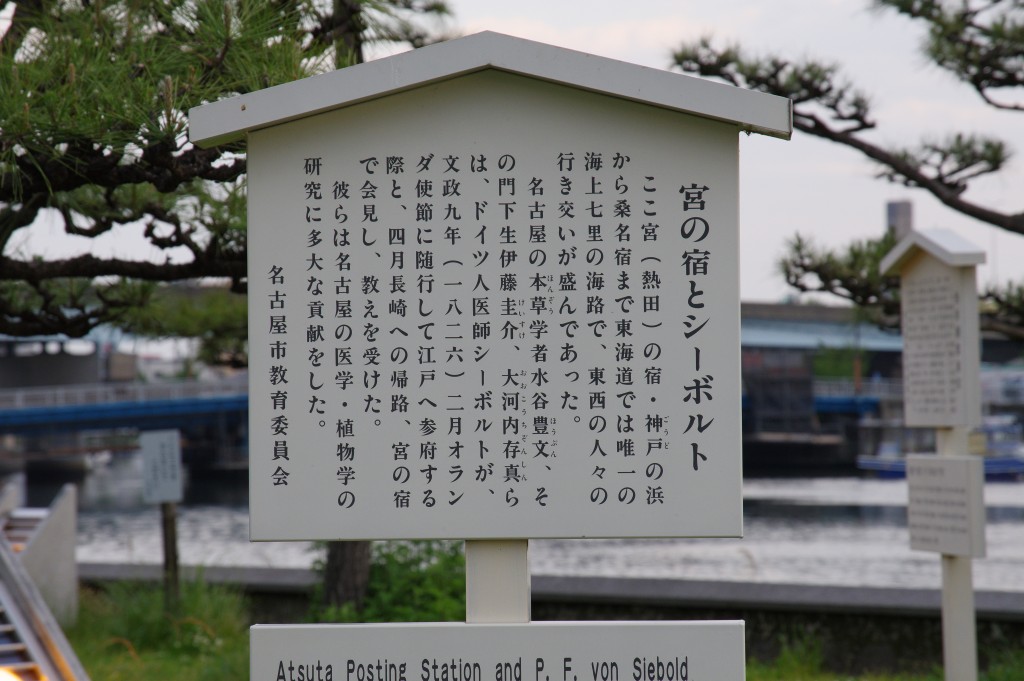 宮の宿とシーボルト
ここ宮（熱田）の宿・神戸の浜
から桑名宿まで東海道では唯一の
海上七里の海路で、東西の人々の
行き交いが盛んであった。
名古屋の本草学者水谷豊文、そ
の門下生伊藤圭介、大河内存真ら
は、ドイツ人医師シーボルトが、
文政九年（一八二六）二月オラン
ダ使節に随行して江戸へ参府する
際と、四月長崎への帰路、宮の宿
で会見し、教えを受けた。
彼らは名古屋の医学・植物学の
研究に多大な貢献をした。
名古屋市教育委員会
Atsuta Posting Station and P. F. von Siebold